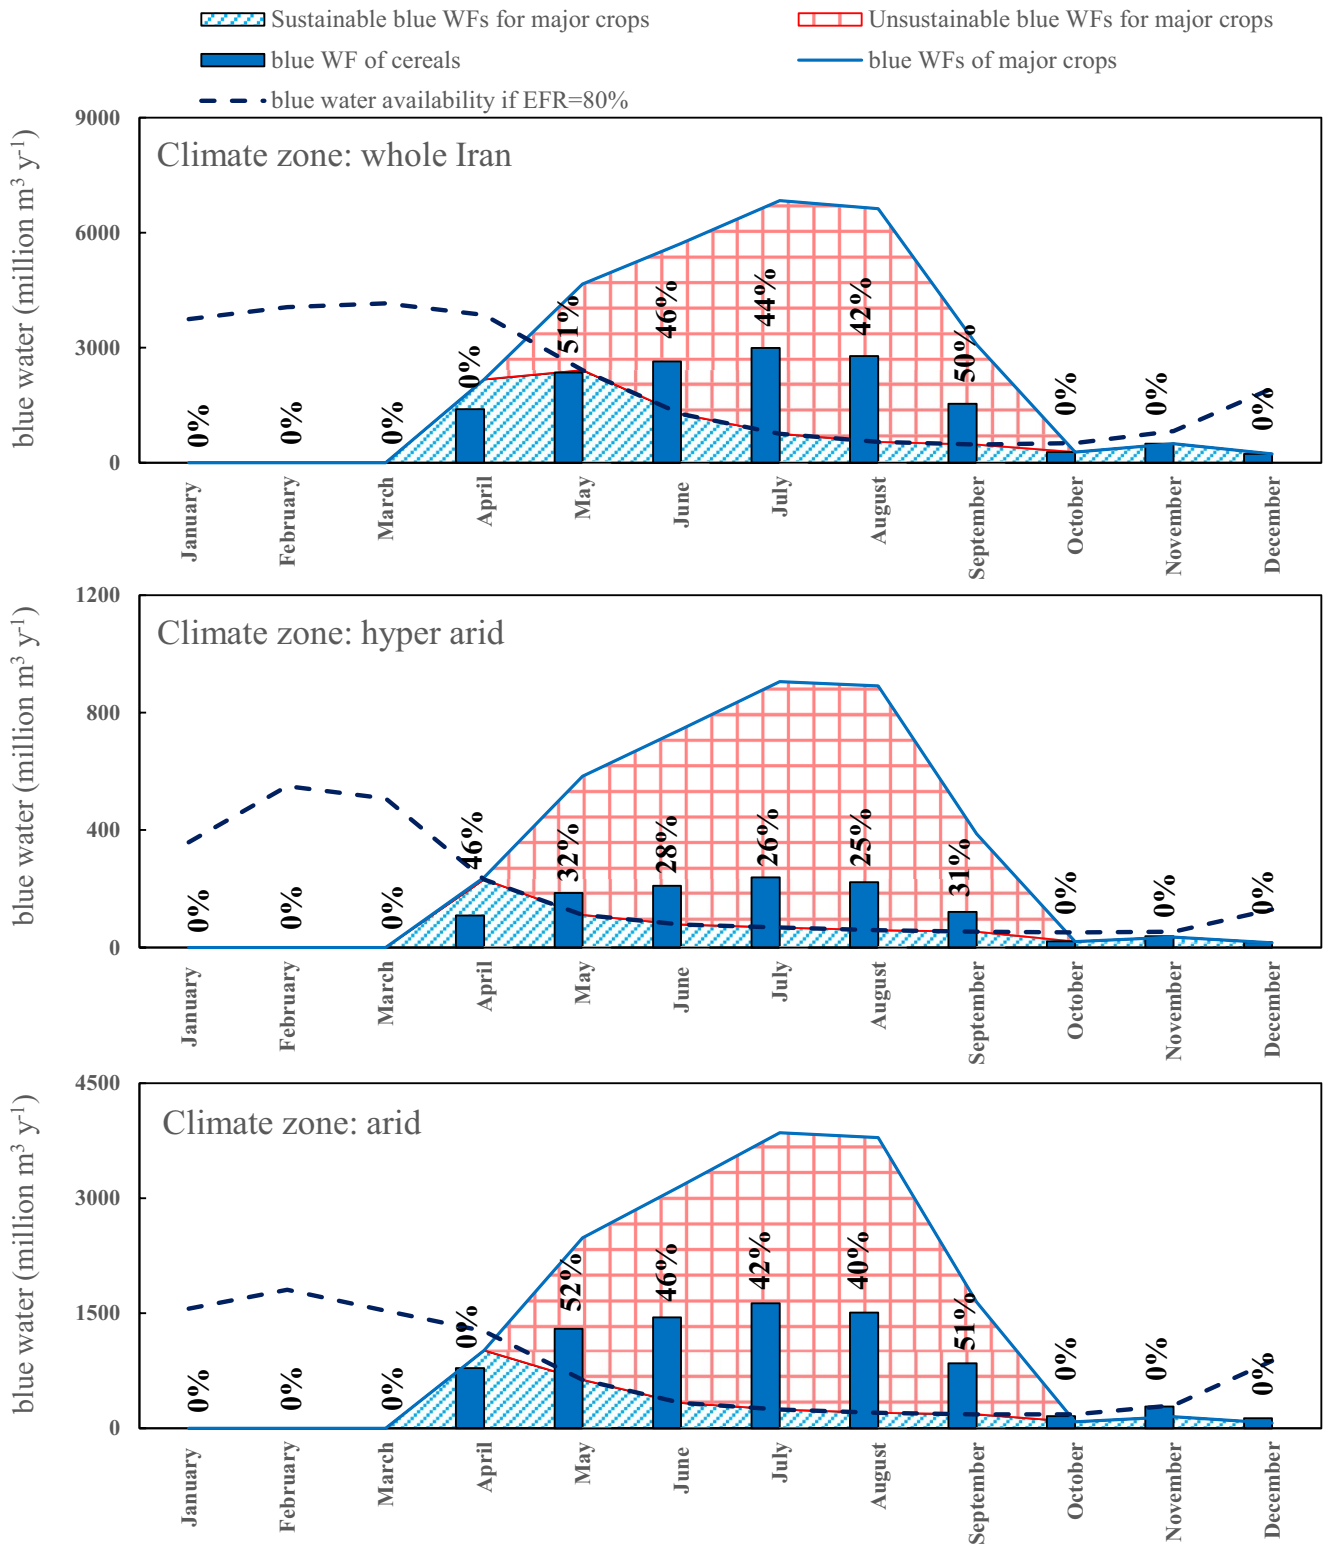 Sustainable blue WFs for major crops
Unsustainable blue WFs for major crops
blue WF of cereals
blue WFs of major crops
blue water availability if EFR=80%
blue water (million m³ y⁻¹)
9000
6000
3000
0
Climate zone: whole Iran
0%
0%
0%
0%
51%
46%
44%
42%
50%
0%
0%
0%
January
February
March
April
May
June
July
August
September
October
November
December
blue water (million m³ y⁻¹)
1200
800
400
0
Climate zone: hyper arid
0%
0%
0%
46%
32%
28%
26%
25%
31%
0%
0%
0%
January
February
March
April
May
June
July
August
September
October
November
December
blue water (million m³ y⁻¹)
4500
3000
1500
0
Climate zone: arid
0%
0%
0%
0%
52%
46%
42%
40%
51%
0%
0%
0%
January
February
March
April
May
June
July
August
September
October
November
December